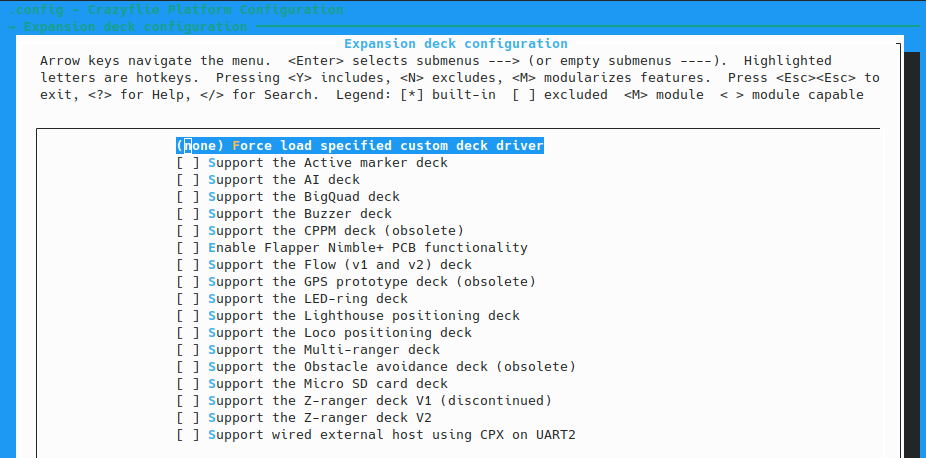 .config - Crazyflie Platform Configuration
→ Expansion deck configuration
Expansion deck configuration
Arrow keys navigate the menu.  <Enter> selects submenus ---> (or empty submenus ----).  Highlighted
letters are hotkeys.  Pressing <Y> includes, <N> excludes, <M> modularizes features.  Press <Esc><Esc> to
exit, <?> for Help, </> for Search.  Legend: [*] built-in  [ ] excluded  <M> module  < > module capable
(none) Force load specified custom deck driver
[ ] Support the Active marker deck
[ ] Support the AI deck
[ ] Support the BigQuad deck
[ ] Support the Buzzer deck
[ ] Support the CPPM deck (obsolete)
[ ] Enable Flapper Nimble+ PCB functionality
[ ] Support the Flow (v1 and v2) deck
[ ] Support the GPS prototype deck (obsolete)
[ ] Support the LED-ring deck
[ ] Support the Lighthouse positioning deck
[ ] Support the Loco positioning deck
[ ] Support the Multi-ranger deck
[ ] Support the Obstacle avoidance deck (obsolete)
[ ] Support the Micro SD card deck
[ ] Support the Z-ranger deck V1 (discontinued)
[ ] Support the Z-ranger deck V2
[ ] Support wired external host using CPX on UART2